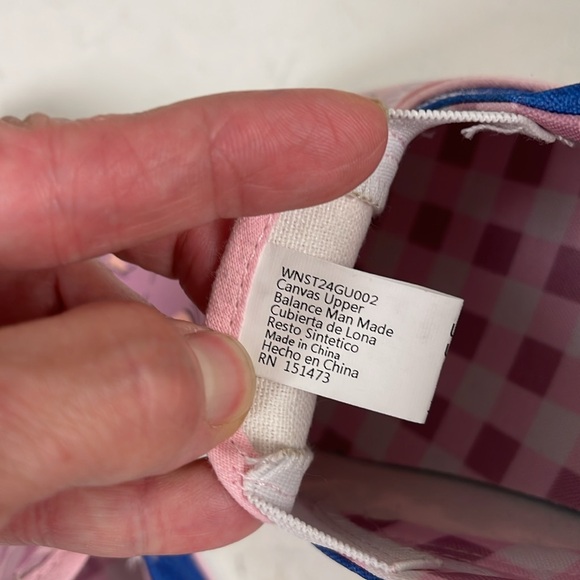 WNST24GU002
Canvas Upper
Balance Man Made
Cubierta de Lona
Resto Sintetico
Made in China
Hecho en China
RN 151473